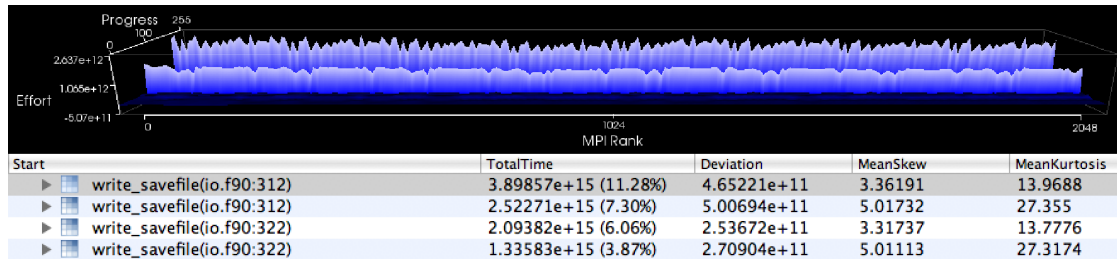 Progress 255
100
0
2.637e+12
1.065e+12
Effort
-5.07e+11
0 1024 2048
MPI Rank
Start TotalTime Deviation MeanSkew MeanKurtosis
write_savefile(io.f90:312) 3.89857e+15 (11.28%) 4.65221e+11 3.36191 13.9688
write_savefile(io.f90:312) 2.52271e+15 (7.30%) 5.00694e+11 5.01732 27.355
write_savefile(io.f90:322) 2.09382e+15 (6.06%) 2.53672e+11 3.31737 13.7776
write_savefile(io.f90:322) 1.33583e+15 (3.87%) 2.70904e+11 5.01113 27.3174